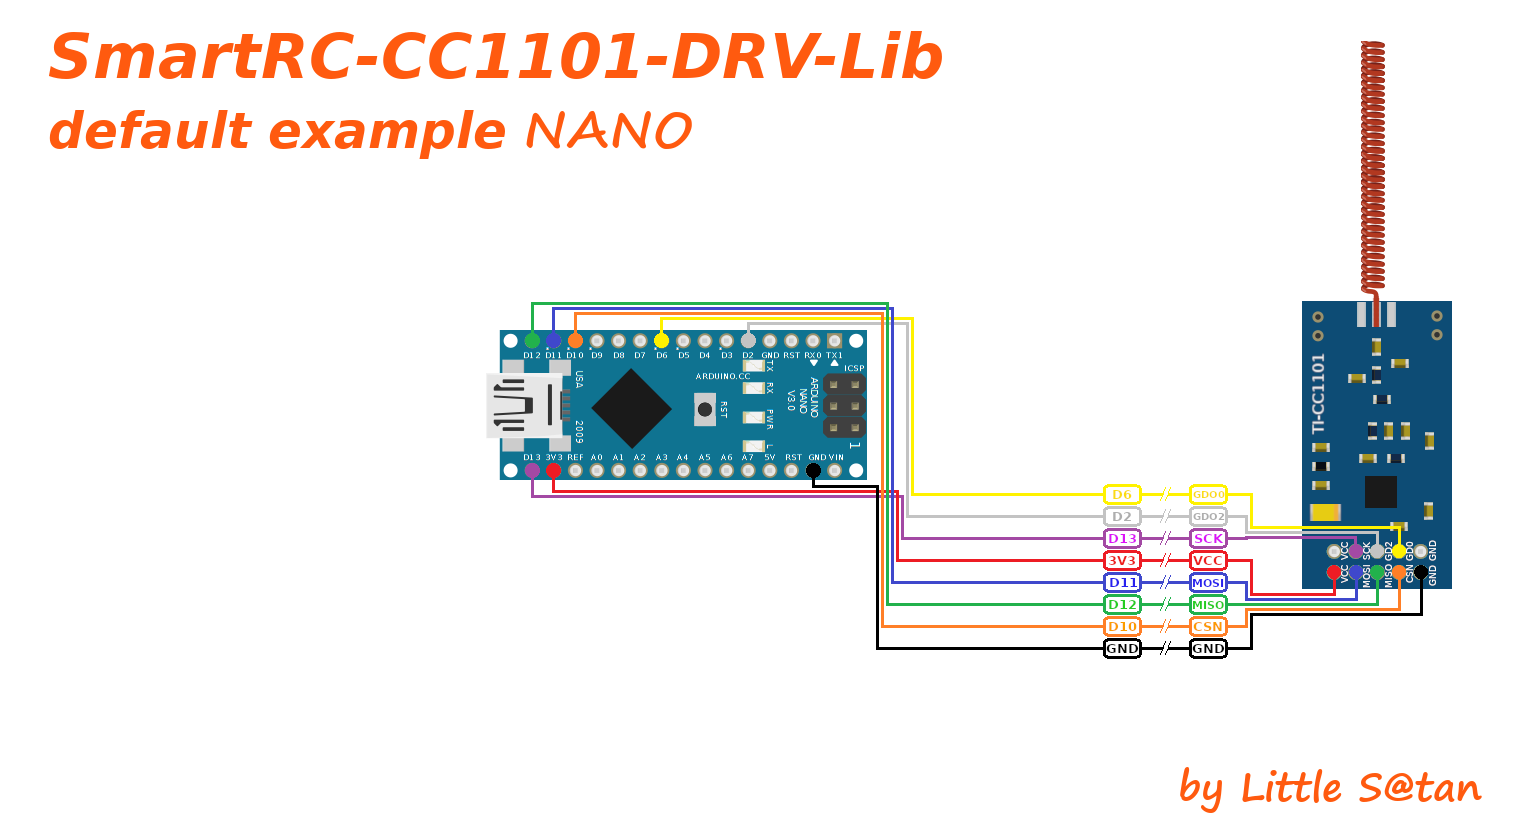 SmartRC-CC1101-DRV-Lib
default example NANO
D12 D11 D10 D9 D8 D7 D6 D5 D4 D3 D2 GND RST RX0 TX1
ICSP
USA
2009
ARDUINO.CC
RST
TX
RX
PWR
L
ARDUINO
NANO
V3.0
1
D13 3V3 REF A0 A1 A2 A3 A4 A5 A6 A7 5V RST GND VIN
D6 GDO0
D2 GDO2
D13 SCK
3V3 VCC
D11 MOSI
D12 MISO
D10 CSN
GND GND
TI-CC1101
VCC SCK GD2 GD0 GND
VCC MOSI MISO CSN GND
by Little S@tan